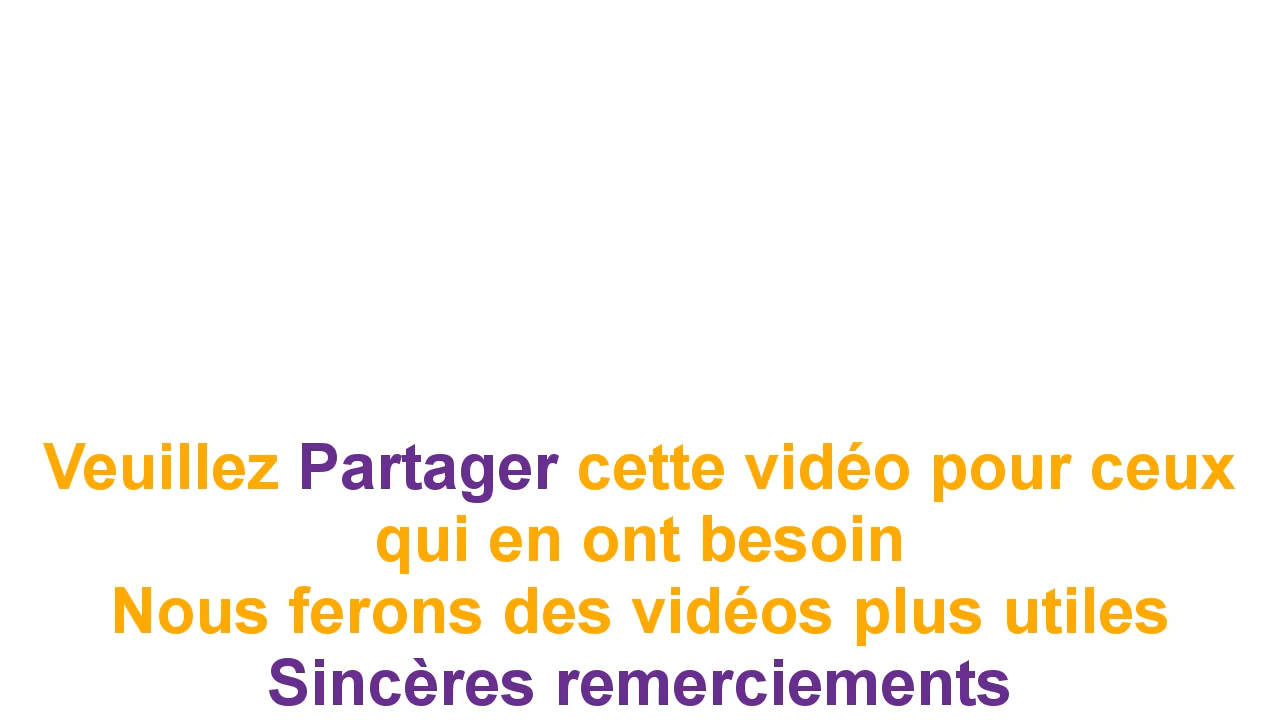 Veuillez Partager cette vidéo pour ceux
qui en ont besoin
Nous ferons des vidéos plus utiles
Sincères remerciements